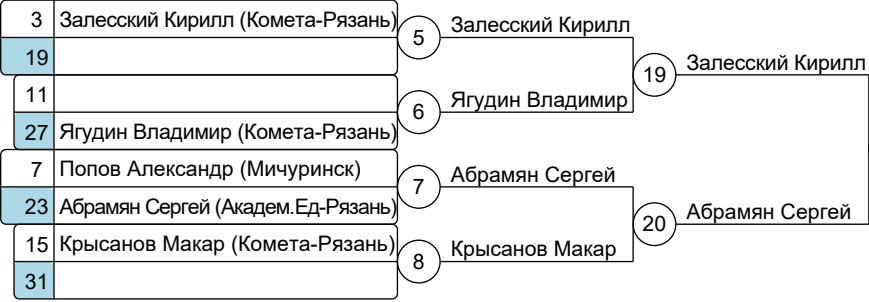 3 Залесский Кирилл (Комета-Рязань)
19
5 Залесский Кирилл
11
27 Ягудин Владимир (Комета-Рязань)
6 Ягудин Владимир
19 Залесский Кирилл
7 Попов Александр (Мичуринск)
23 Абрамян Сергей (Академ.Ед-Рязань)
7 Абрамян Сергей
15 Крысанов Макар (Комета-Рязань)
31
8 Крысанов Макар
20 Абрамян Сергей